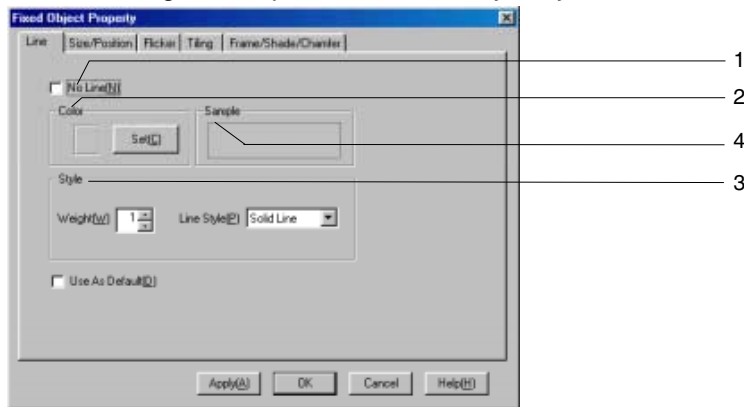 Fixed Object Property
Line Size/Position Flicker Tiling Frame/Shade/Chamfer
No Line(N) 1
2
Color Sample
Set(C) 4
Style 3
Weight(W) 1 Line Style(P) Solid Line
Use As Default(D)
Apply(A) OK Cancel Help(H)